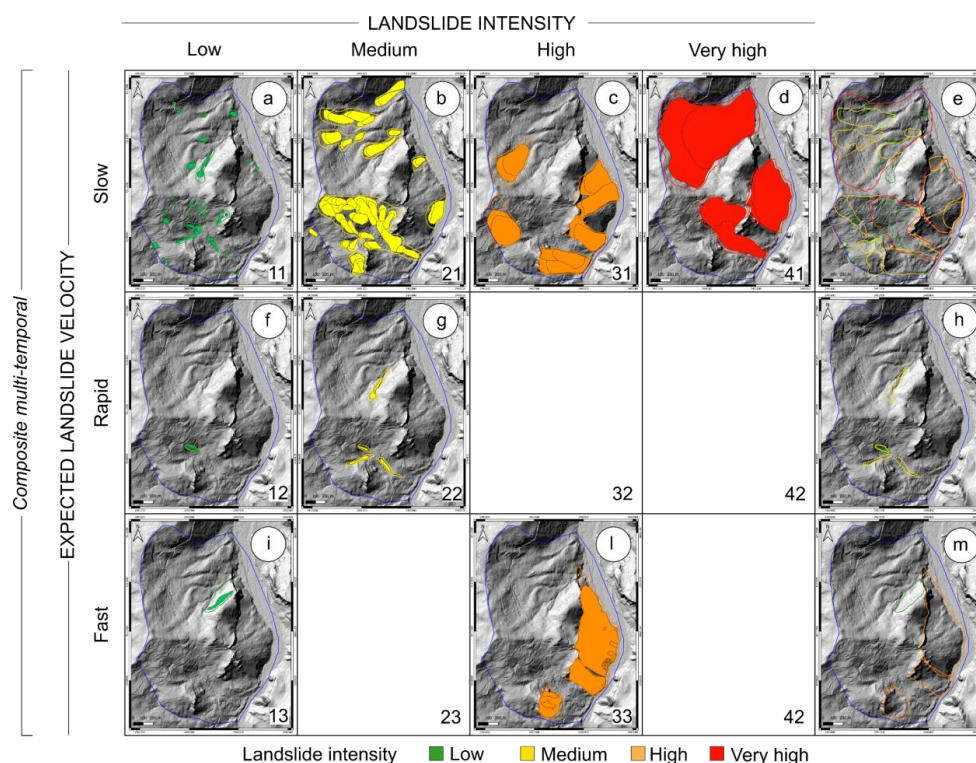 LANDSLIDE INTENSITY
Low Medium High Very high
Composite multi-temporal
EXPECTED LANDSLIDE VELOCITY
Slow
a b c d e
11 21 31 41
Rapid
f g h
12 22 32 42
Fast
i l m
13 23 33 42
Landslide intensity Low Medium High Very high